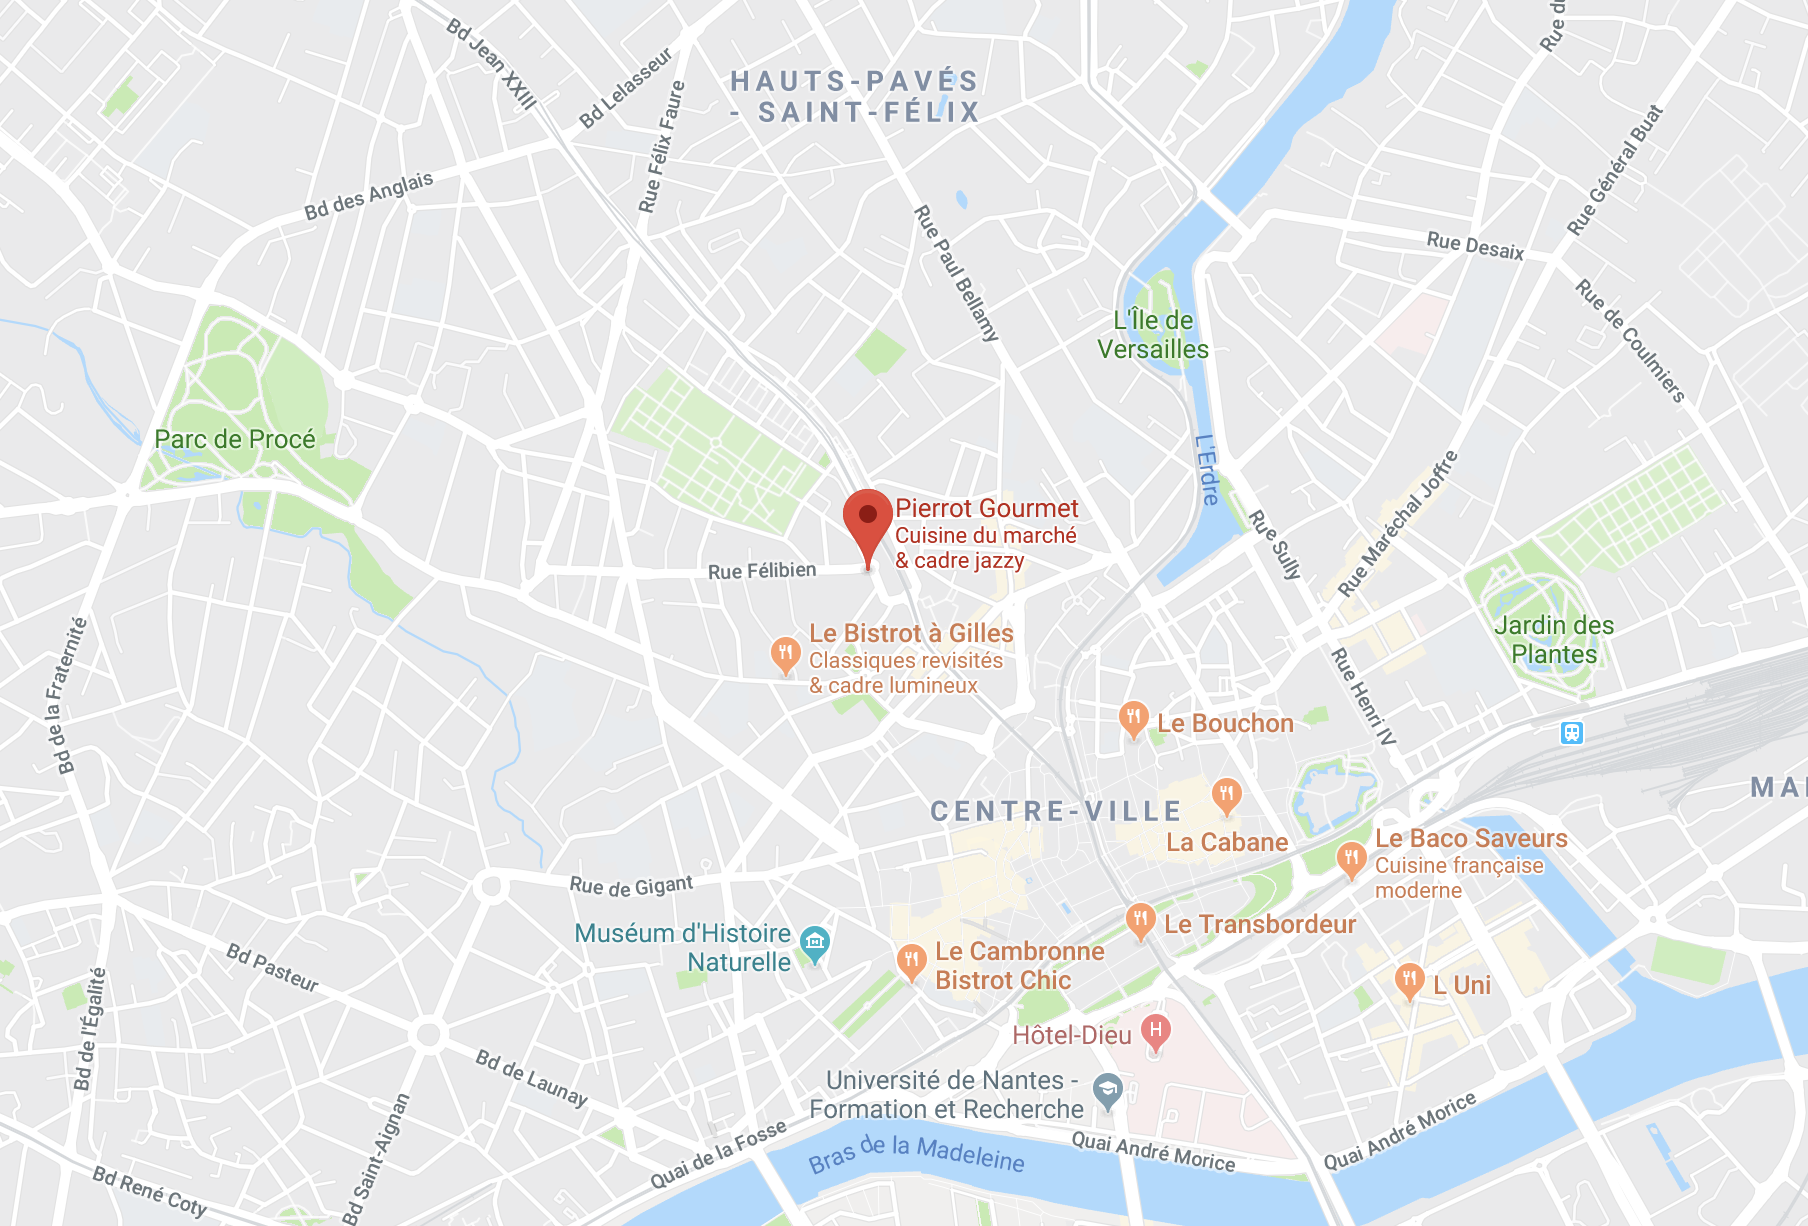 Bd Jean XXIII
Bd Lelasseur
Rue Félix Faure
HAUTS-PAVÉS
- SAINT-FÉLIX
Rue du
Rue Général Buat
Bd des Anglais
Rue Paul Bellamy
Rue Desaix
Rue de Coulmiers
L'Île de
Versailles
Parc de Procé
L'Erdre
Rue Maréchal Joffre
Rue Sully
Pierrot Gourmet
Cuisine du marché
& cadre jazzy
Rue Félibien
Le Bistrot à Gilles
Classiques revisités
& cadre lumineux
Jardin des
Plantes
Bd de la Fraternité
Rue Henri IV
Le Bouchon
CENTRE-VILLE
La Cabane
MAL
Le Baco Saveurs
Cuisine française
moderne
Rue de Gigant
Muséum d'Histoire
Naturelle
Le Transbordeur
Le Cambronne
Bistrot Chic
L Uni
Bd Pasteur
Bd de l'Égalité
Hôtel-Dieu
H
Bd de Launay
Université de Nantes -
Formation et Recherche
Bd Saint-Aignan
Quai de la Fosse
Bras de la Madeleine
Quai André Morice
Quai André Morice
Bd René Coty